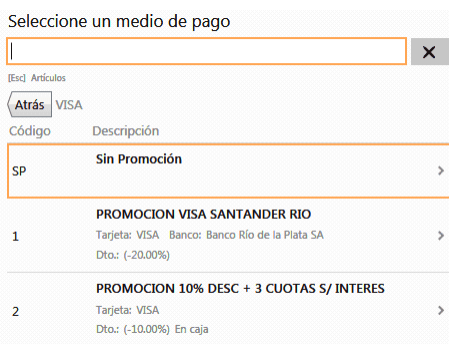 Seleccione un medio de pago
[Esc] Artículos
Atrás VISA
Código Descripción
SP Sin Promoción
PROMOCION VISA SANTANDER RIO
1 Tarjeta: VISA Banco: Banco Río de la Plata SA
Dto.: (-20.00%)
PROMOCION 10% DESC + 3 CUOTAS S/ INTERES
2 Tarjeta: VISA
Dto.: (-10.00%) En caja